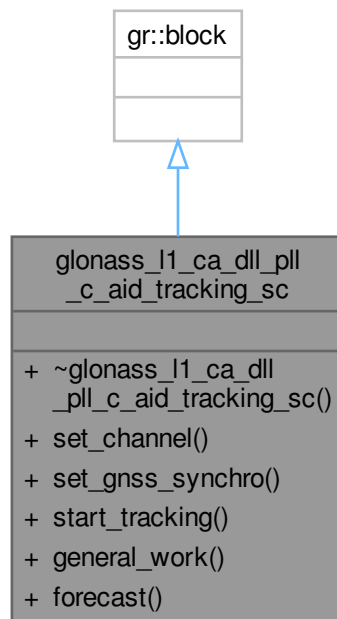 gr::block
glonass_l1_ca_dll_pll
_c_aid_tracking_sc
+ ~glonass_l1_ca_dll
_pll_c_aid_tracking_sc()
+ set_channel()
+ set_gnss_synchro()
+ start_tracking()
+ general_work()
+ forecast()